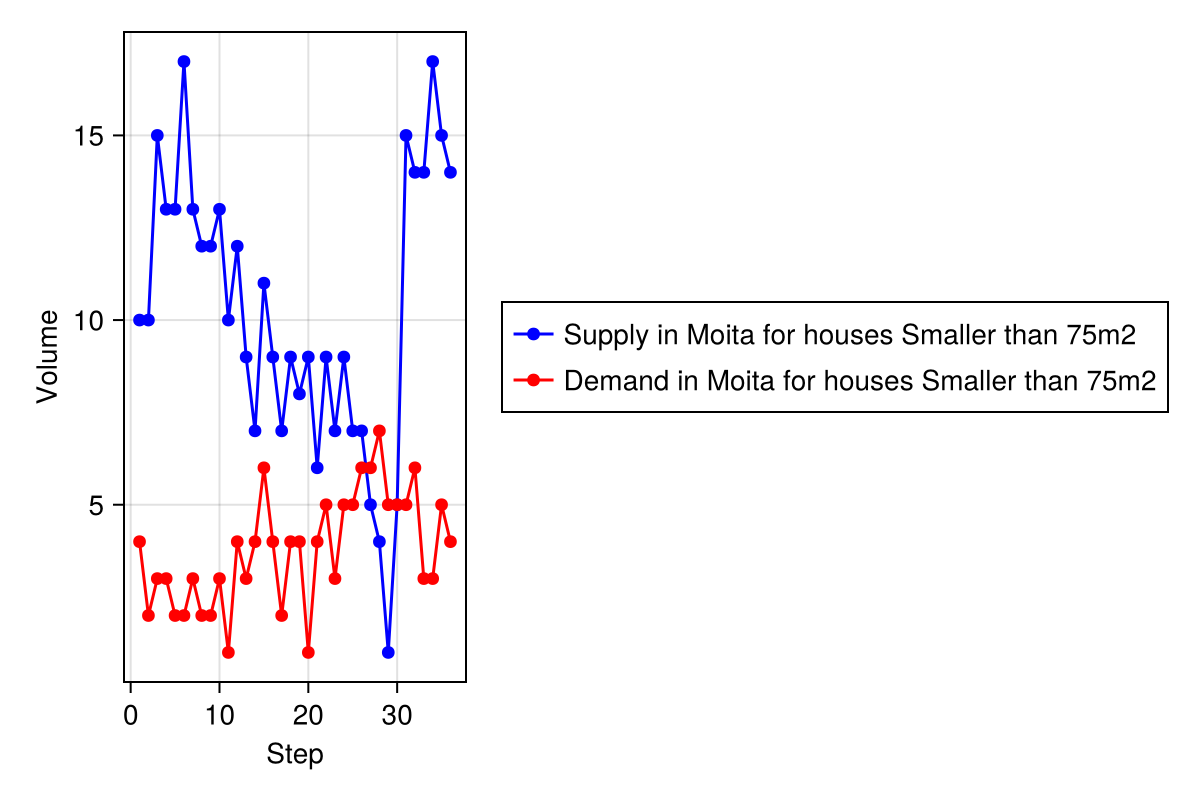 15
10
5
Volume
0 10 20 30
Step
Supply in Moita for houses Smaller than 75m2
Demand in Moita for houses Smaller than 75m2